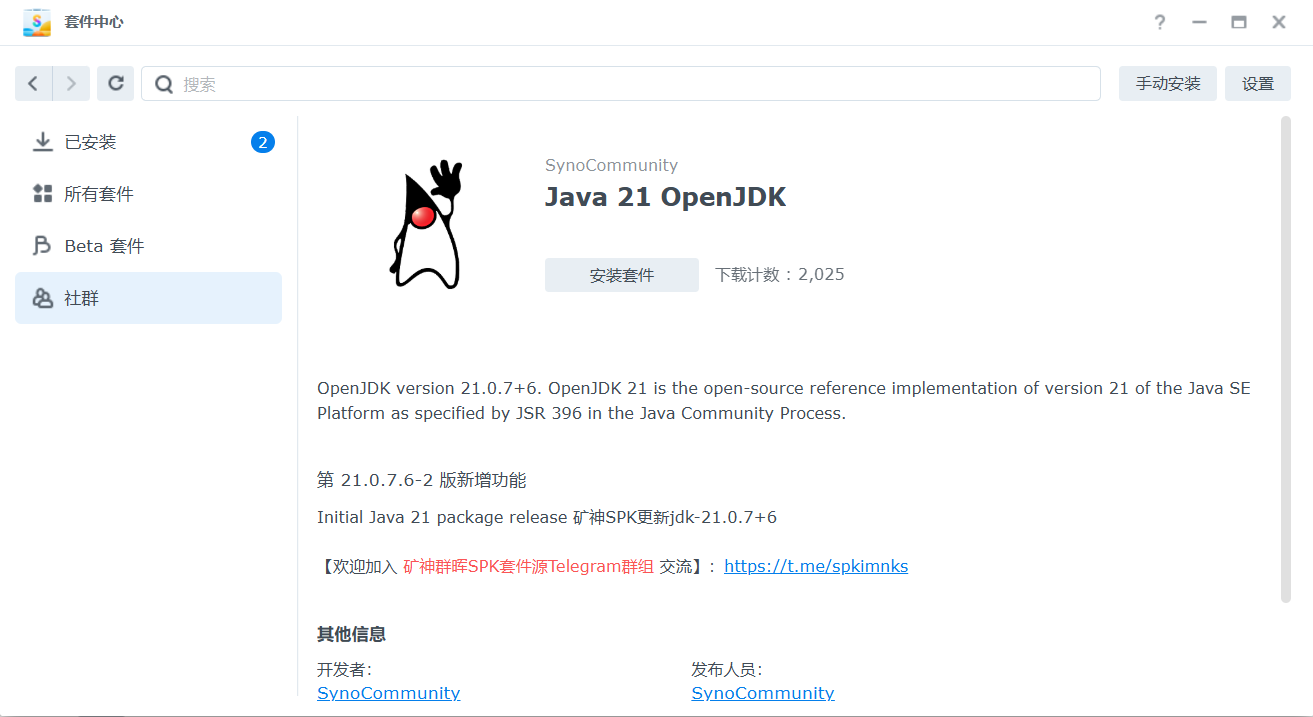 套件中心
搜索
手动安装
设置
已安装
2
所有套件
Beta 套件
社群
SynoCommunity
Java 21 OpenJDK
安装套件
下载计数：2,025
OpenJDK version 21.0.7+6. OpenJDK 21 is the open-source reference implementation of version 21 of the Java SE
Platform as specified by JSR 396 in the Java Community Process.
第 21.0.7.6-2 版新增功能
Initial Java 21 package release 矿神SPK更新jdk-21.0.7+6
【欢迎加入 矿神群晖SPK套件源Telegram群组 交流】：https://t.me/spkimnks
其他信息
开发者:
发布人员:
SynoCommunity
SynoCommunity